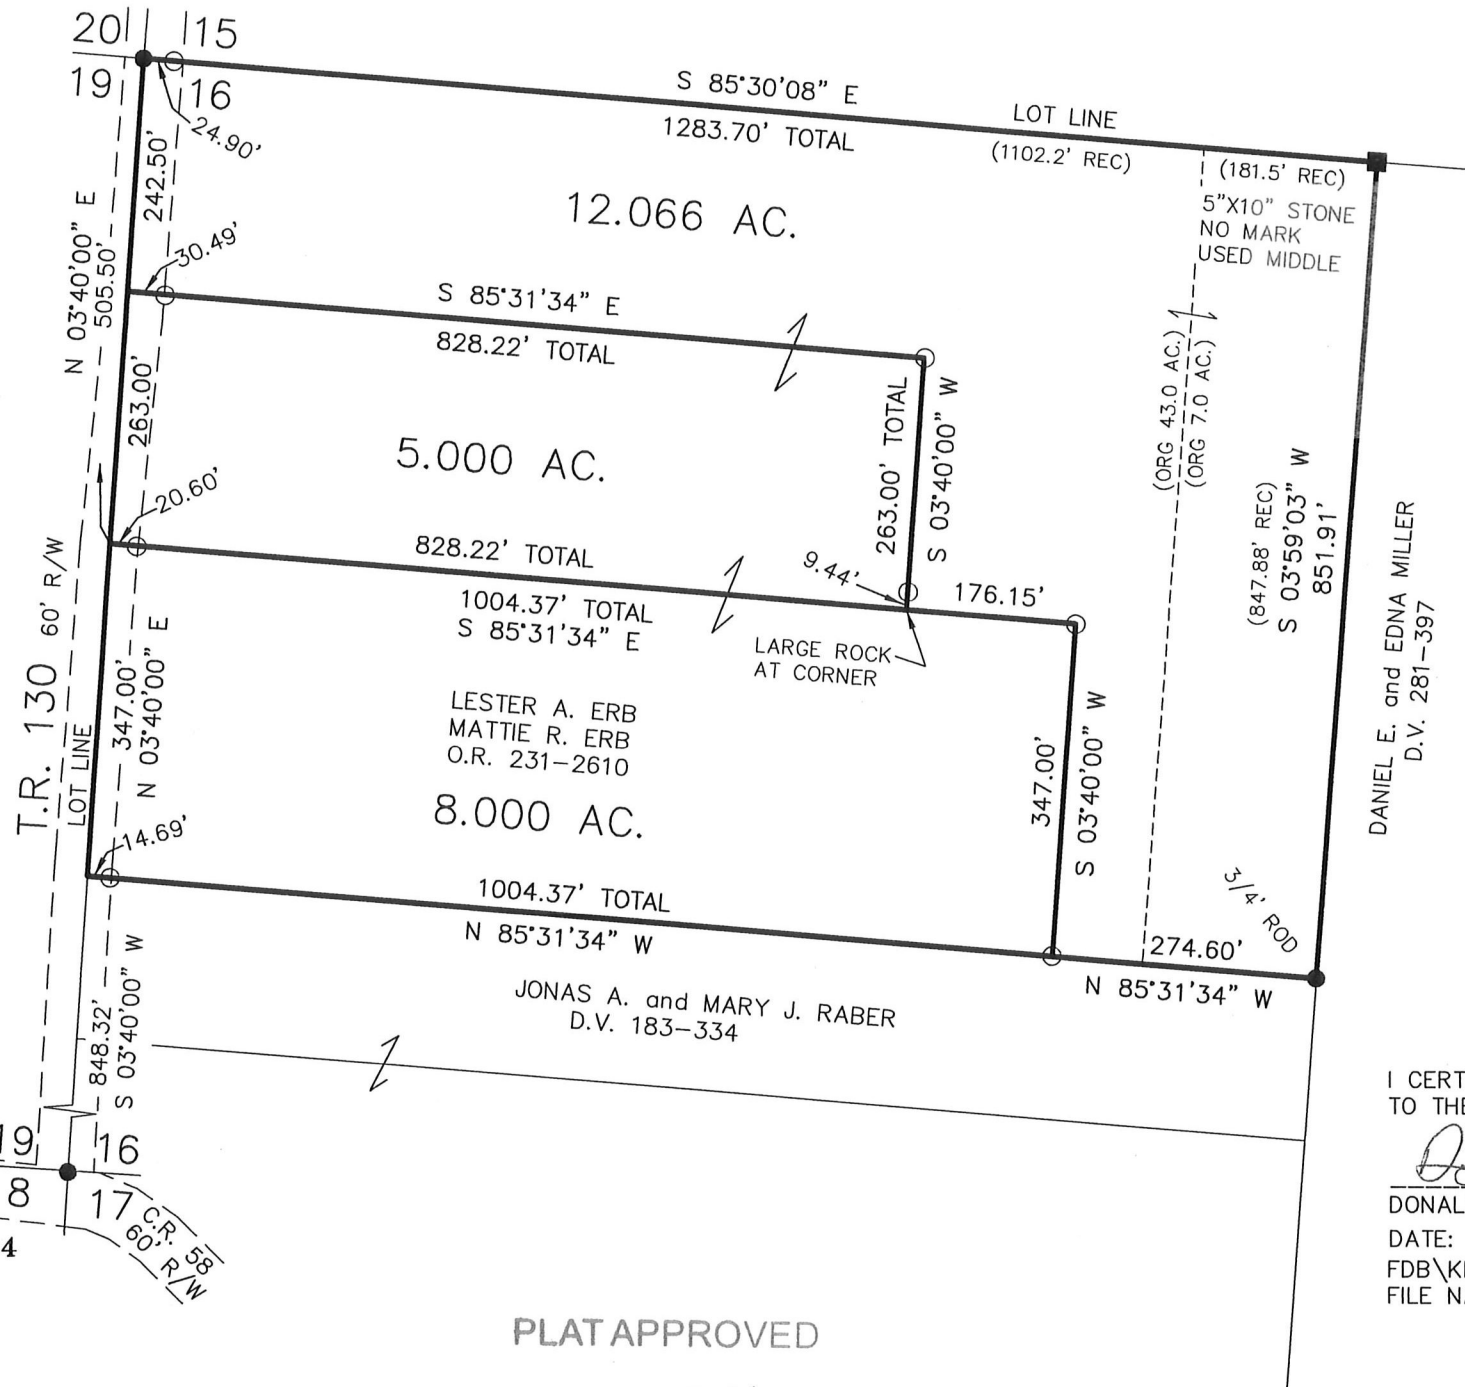 20 15
19 16
S 85°30'08" E
1283.70' TOTAL
LOT LINE
(1102.2' REC)
(181.5' REC)
5"X10" STONE
NO MARK
USED MIDDLE
24.90'
242.50'
N 03°40'00" E
505.50'
12.066 AC.
30.49'
S 85°31'34" E
828.22' TOTAL
263.00'
5.000 AC.
263.00' TOTAL
S 03°40'00" W
(ORG 43.0 AC.)
(ORG 7.0 AC.)
(847.88' REC)
S 03°59'03" W
851.91'
DANIEL E. and EDNA MILLER
D.V. 281-397
20.60'
828.22' TOTAL
9.44'
176.15'
1004.37' TOTAL
S 85°31'34" E
LARGE ROCK
AT CORNER
T.R. 130 60' R/W
LOT LINE
347.00'
N 03°40'00" E
LESTER A. ERB
MATTIE R. ERB
O.R. 231-2610
8.000 AC.
347.00'
S 03°40'00" W
14.69'
1004.37' TOTAL
N 85°31'34" W
3/4' ROD
274.60'
N 85°31'34" W
JONAS A. and MARY J. RABER
D.V. 183-334
848.32'
S 03°40'00" W
19 16
8 17
4
C.R. 58
60' R/W
I CERT
TO THE
DONAL
DATE:
FDB\K
FILE N
PLAT APPROVED